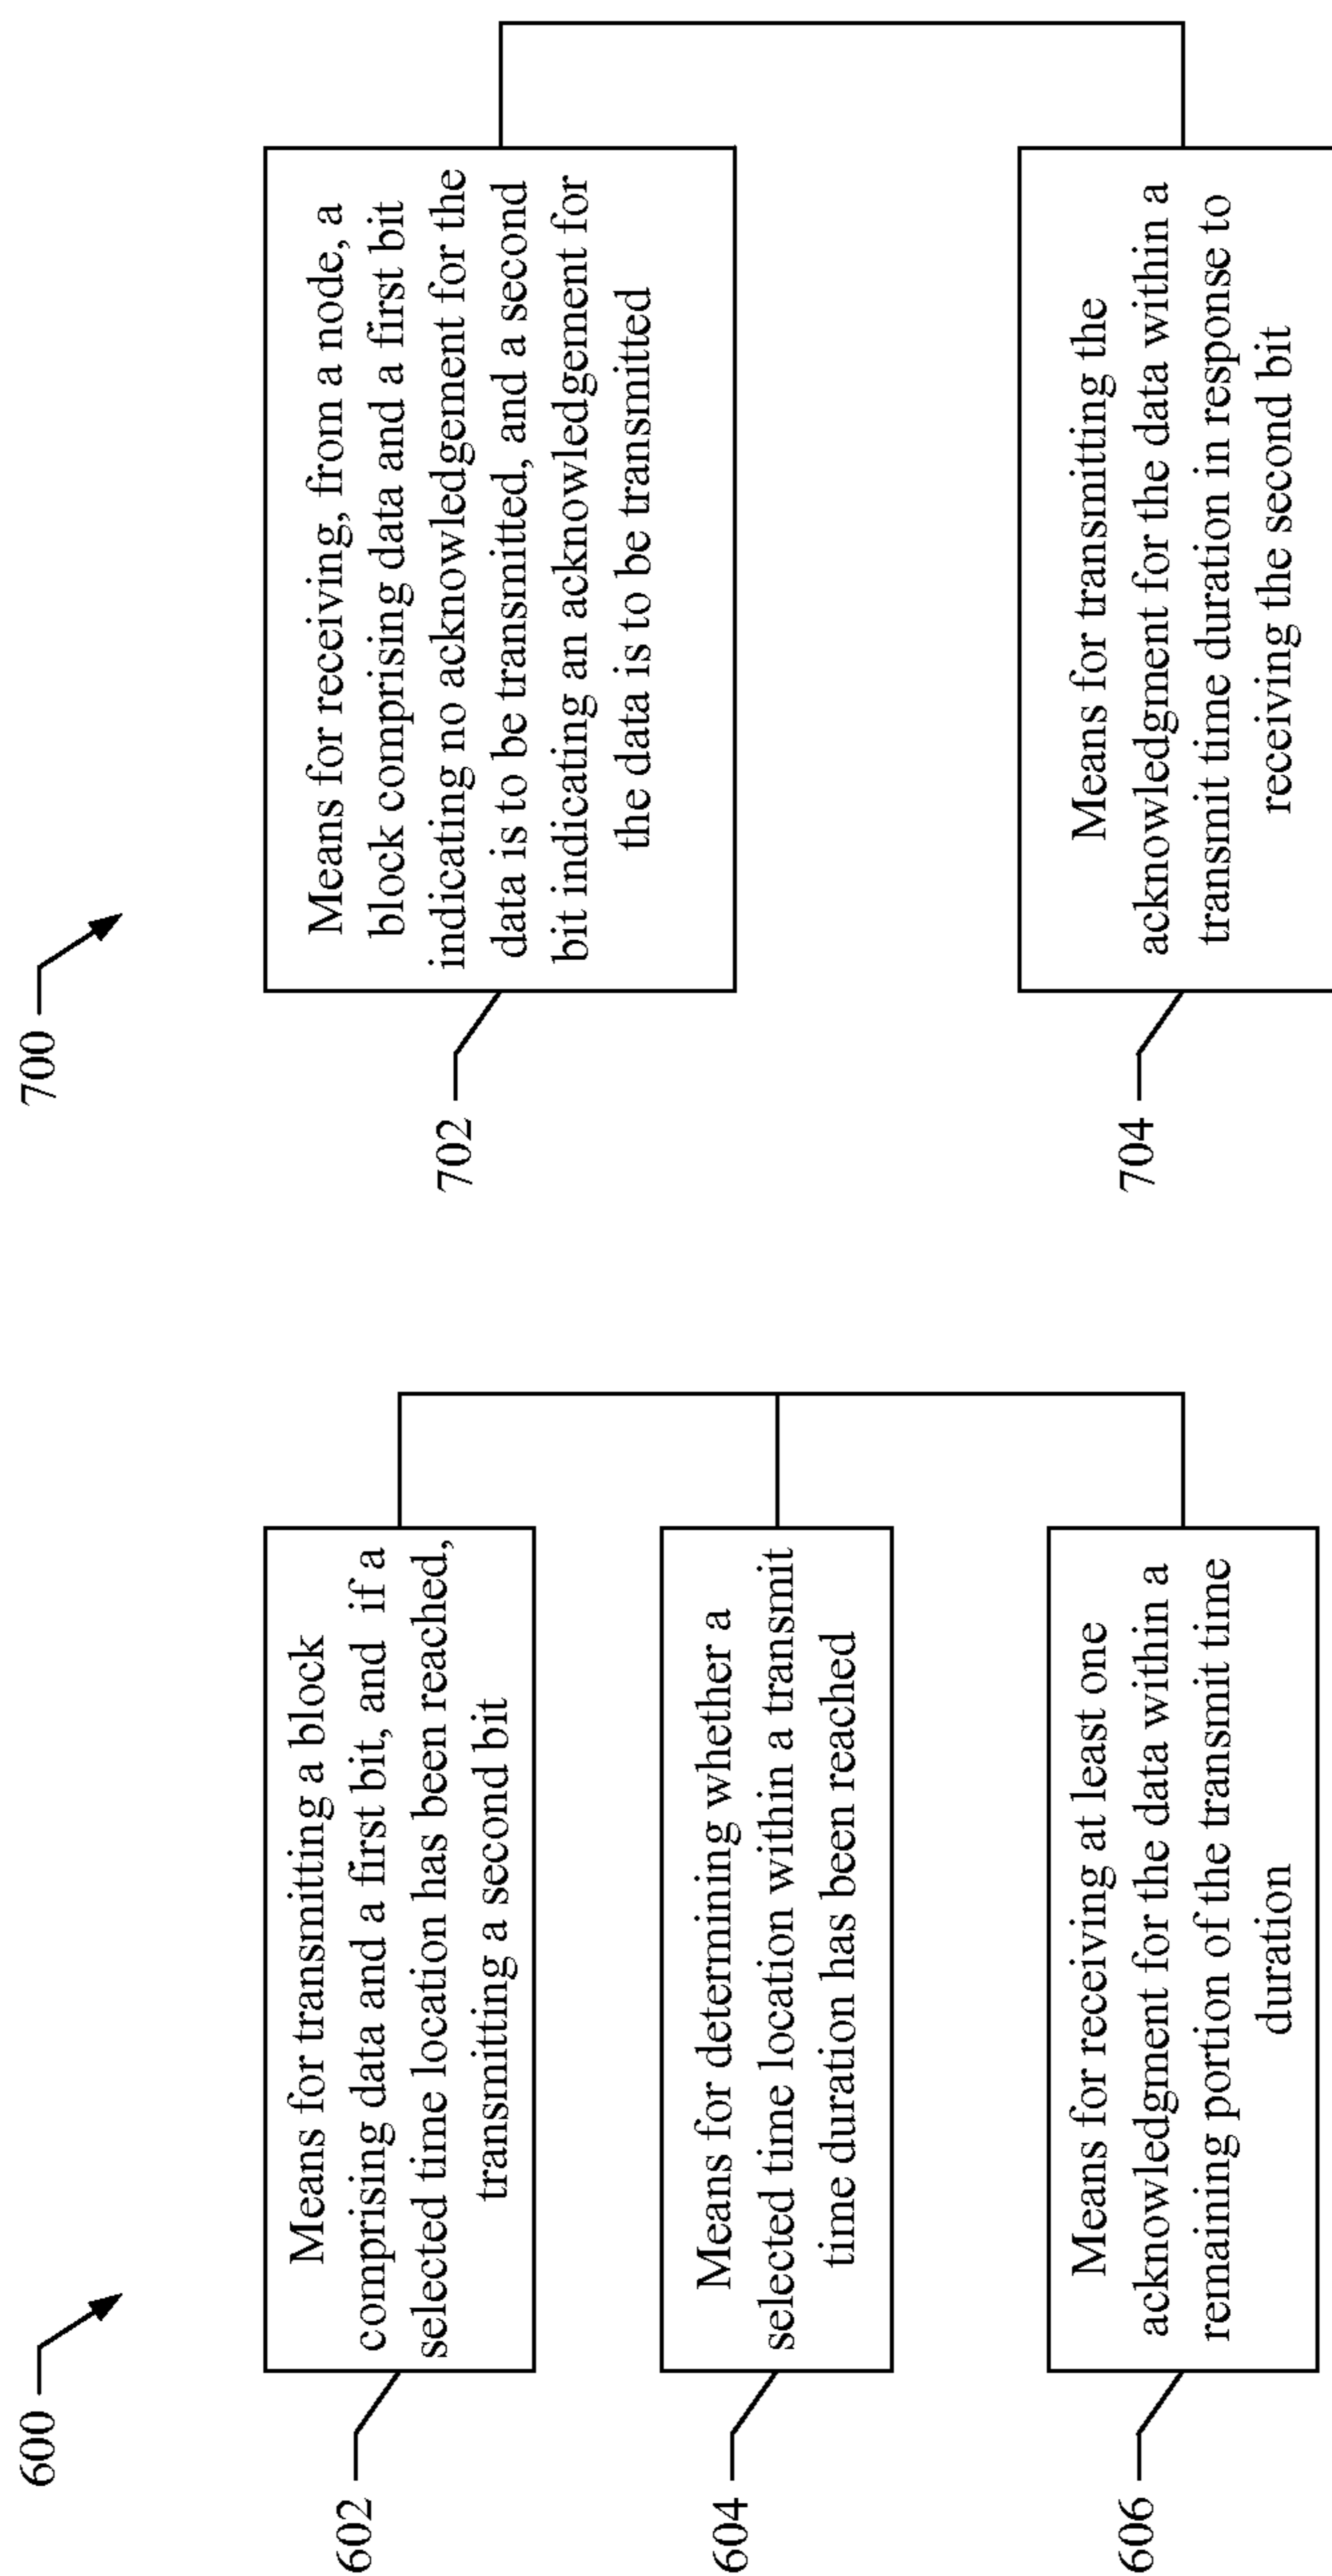 600
602
Means for transmitting a block
comprising data and a first bit, and if a
selected time location has been reached,
transmitting a second bit
604
Means for determining whether a
selected time location within a transmit
time duration has been reached
606
Means for receiving at least one
acknowledgment for the data within a
remaining portion of the transmit time
duration
700
702
Means for receiving, from a node, a
block comprising data and a first bit
indicating no acknowledgement for the
data is to be transmitted, and a second
bit indicating an acknowledgement for
the data is to be transmitted
704
Means for transmitting the
acknowledgment for the data within a
transmit time duration in response to
receiving the second bit